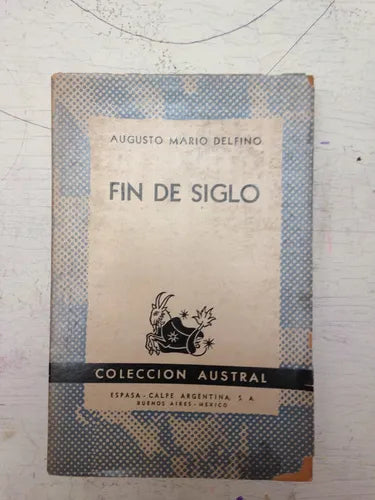 AUGUSTO MARIO DELFINO
FIN DE SIGLO
COLECCION AUSTRAL
ESPASA - CALPE ARGENTINA, S. A.
BUENOS AIRES - MEXICO